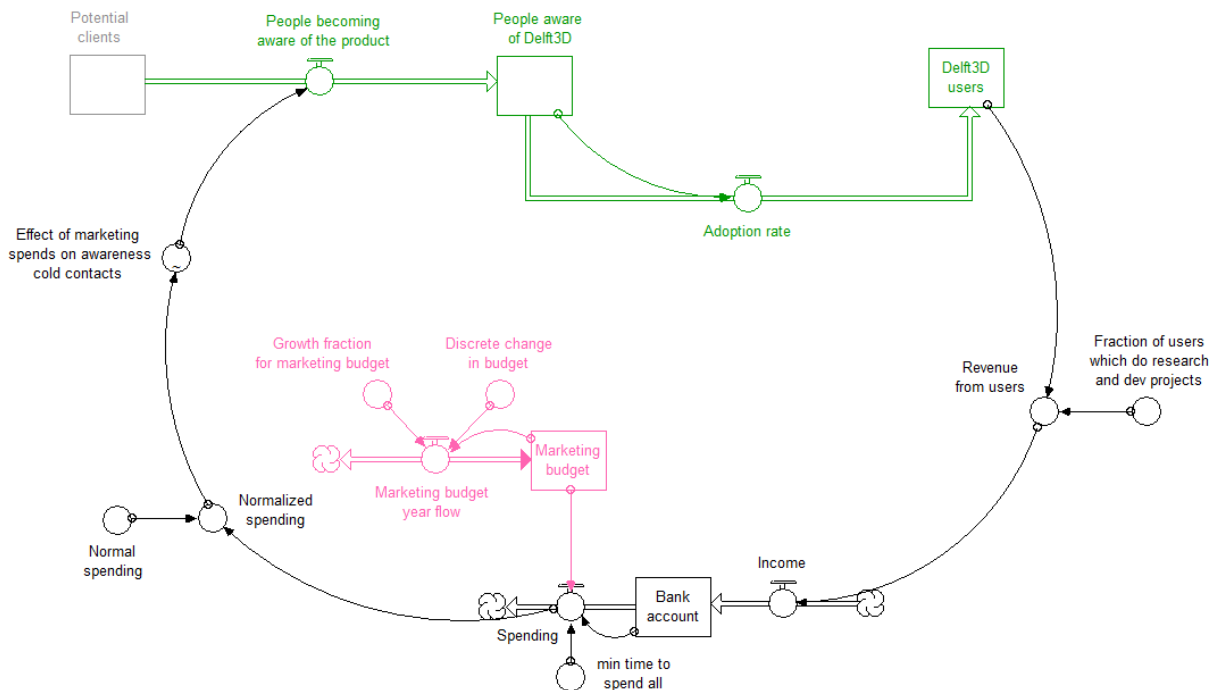 Potential
clients
People becoming
aware of the product
People aware
of Delft3D
Delft3D
users
Adoption rate
Effect of marketing
spends on awareness
cold contacts
~
Growth fraction
for marketing budget
Discrete change
in budget
Revenue
from users
Fraction of users
which do research
and dev projects
Marketing
budget
Marketing budget
year flow
Normalized
spending
Normal
spending
Income
Bank
account
Spending
min time to
spend all